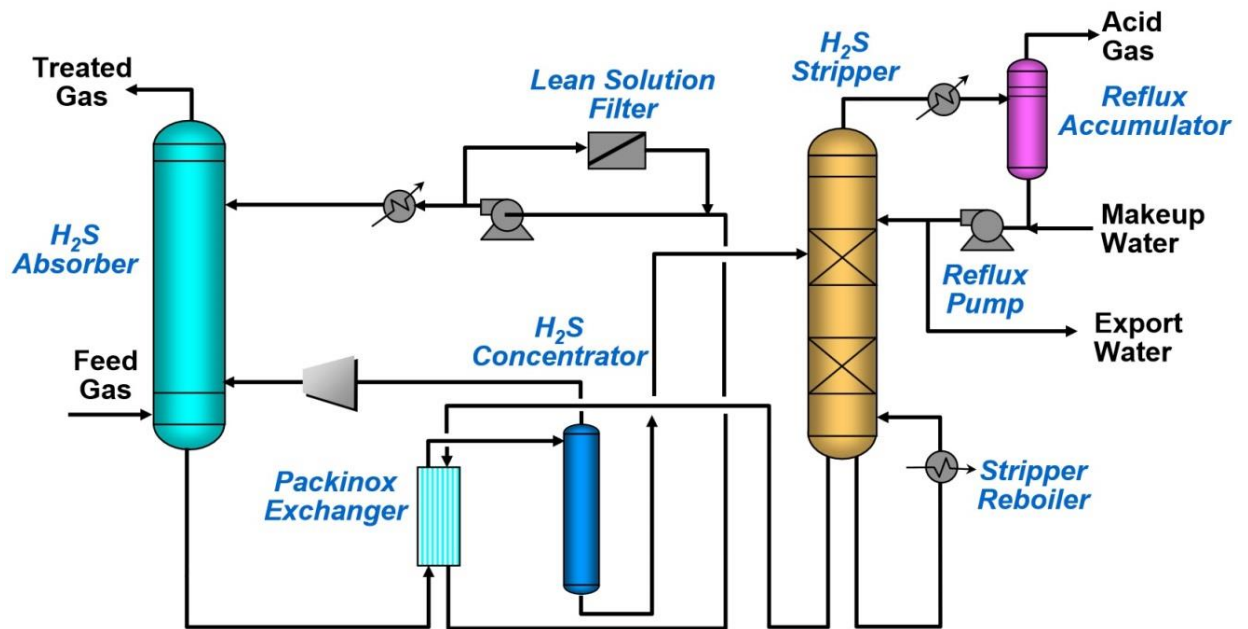 Treated
Gas
H₂S
Absorber
Feed
Gas
Lean Solution
Filter
H₂S
Concentrator
Packinox
Exchanger
H₂S
Stripper
Acid
Gas
Reflux
Accumulator
Makeup
Water
Reflux
Pump
Export
Water
Stripper
Reboiler